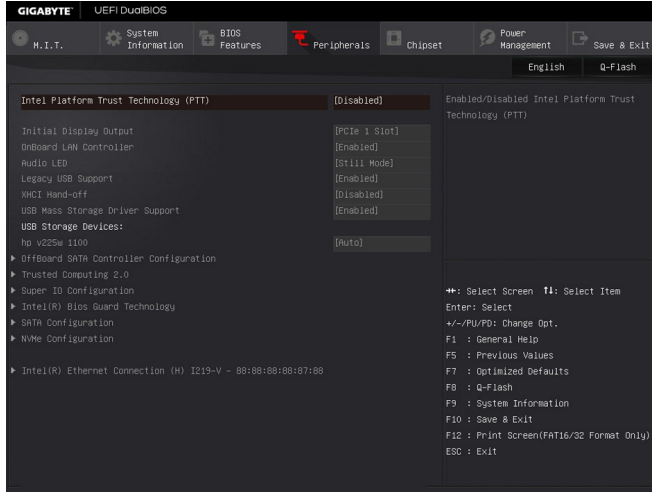 GIGABYTE™ UEFI DualBIOS
M.I.T. System Information BIOS Features Peripherals Chipset Power Management Save & Exit
English Q-Flash
Intel Platform Trust Technology (PTT) [Disabled]
Initial Display Output [PCIe 1 Slot]
OnBoard LAN Controller [Enabled]
Audio LED [Still Mode]
Legacy USB Support [Enabled]
XHCI Hand-off [Disabled]
USB Mass Storage Driver Support [Enabled]
USB Storage Devices:
hp v225w 1100 [Auto]
OffBoard SATA Controller Configuration
Trusted Computing 2.0
Super IO Configuration
Intel(R) Bios Guard Technology
SATA Configuration
NVMe Configuration
Intel(R) Ethernet Connection (H) I219-V - 88:88:88:88:87:88
Enabled/Disabled Intel Platform Trust
Technology (PTT)
→←: Select Screen ↑↓: Select Item
Enter: Select
+/-/PU/PD: Change Opt.
F1 : General Help
F5 : Previous Values
F7 : Optimized Defaults
F8 : Q-Flash
F9 : System Information
F10 : Save & Exit
F12 : Print Screen(FAT16/32 Format Only)
ESC : Exit